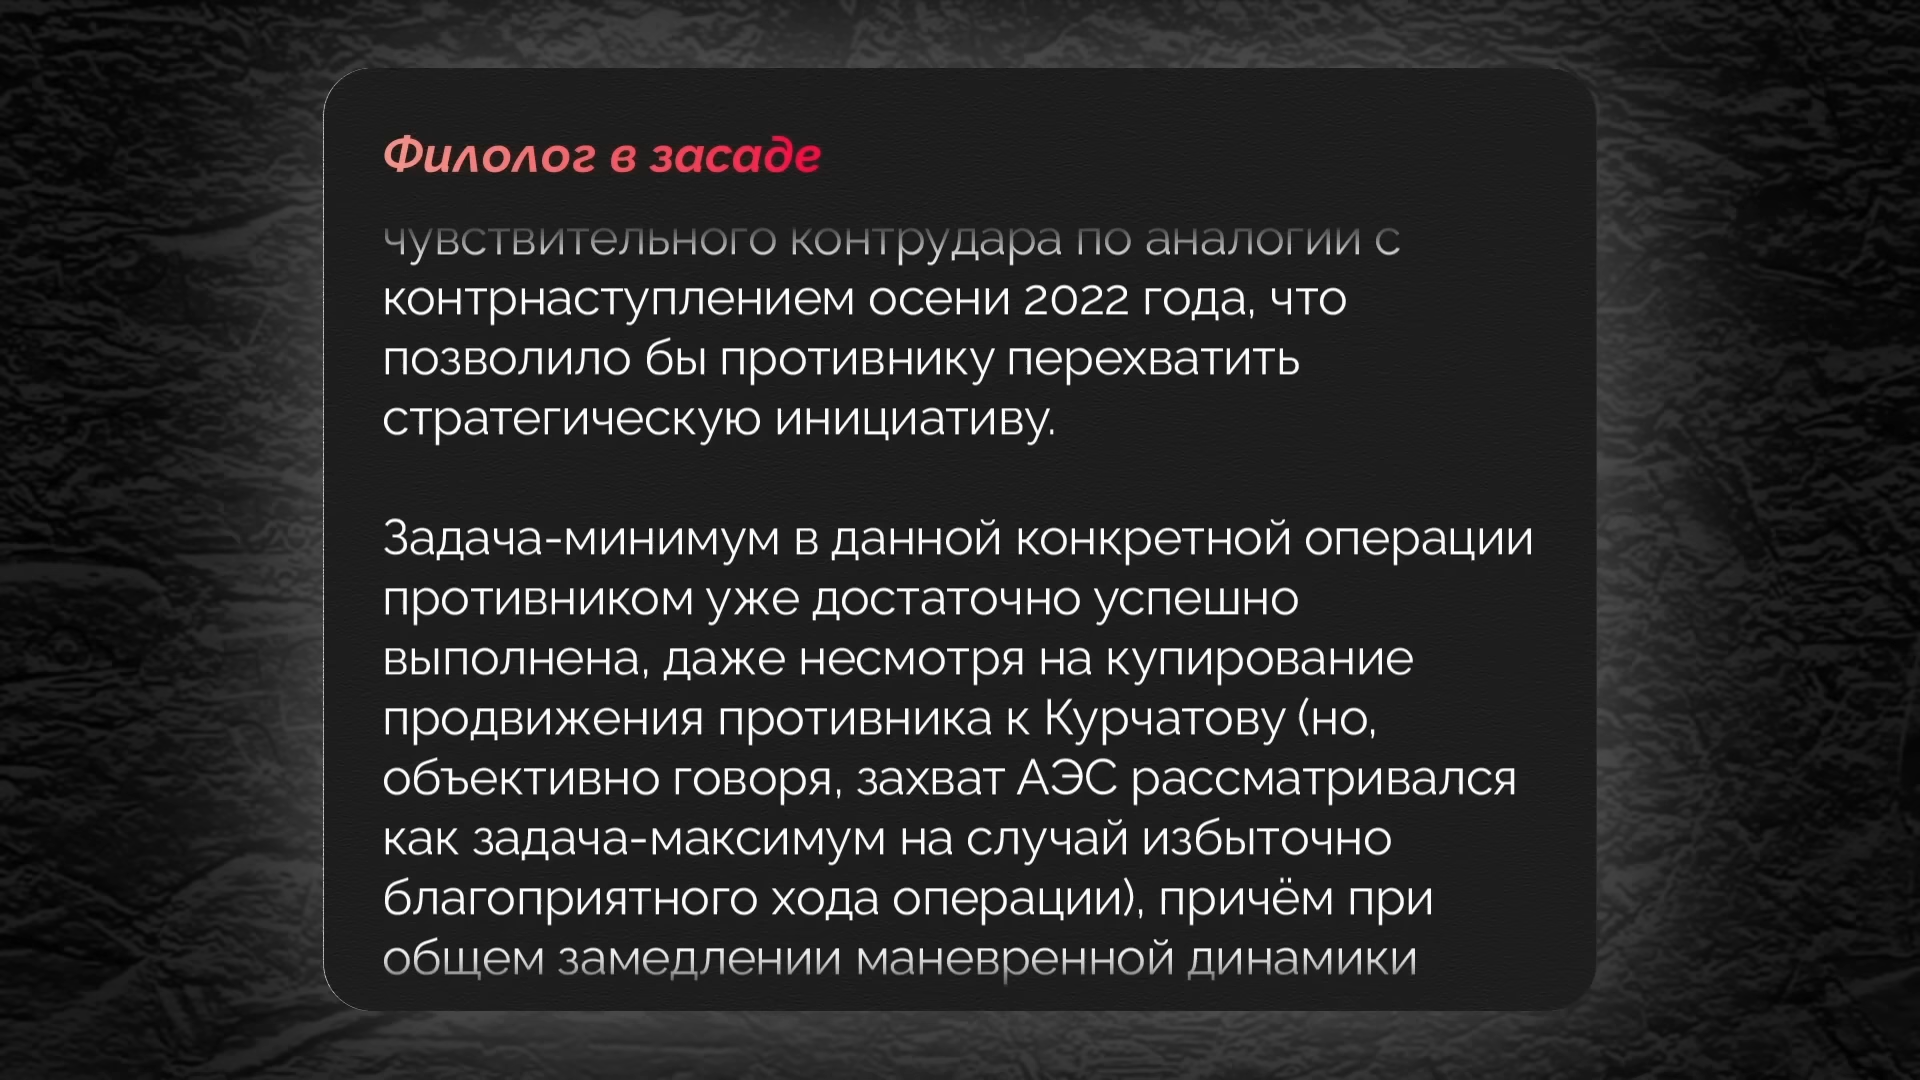 Филолог в засаде
чувствительного контрудара по аналогии с
контрнаступлением осени 2022 года, что
позволило бы противнику перехватить
стратегическую инициативу.
Задача-минимум в данной конкретной операции
противником уже достаточно успешно
выполнена, даже несмотря на купирование
продвижения противника к Курчатову (но,
объективно говоря, захват АЭС рассматривался
как задача-максимум на случай избыточно
благоприятного хода операции), причём при
общем замедлении маневренной динамики